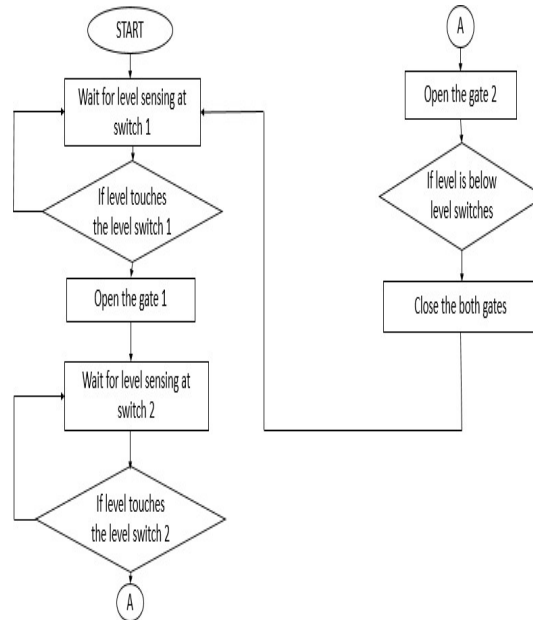 START
Wait for level sensing at
switch 1
If level touches
the level switch 1
Open the gate 1
Wait for level sensing at
switch 2
If level touches
the level switch 2
A
A
Open the gate 2
If level is below
level switches
Close the both gates